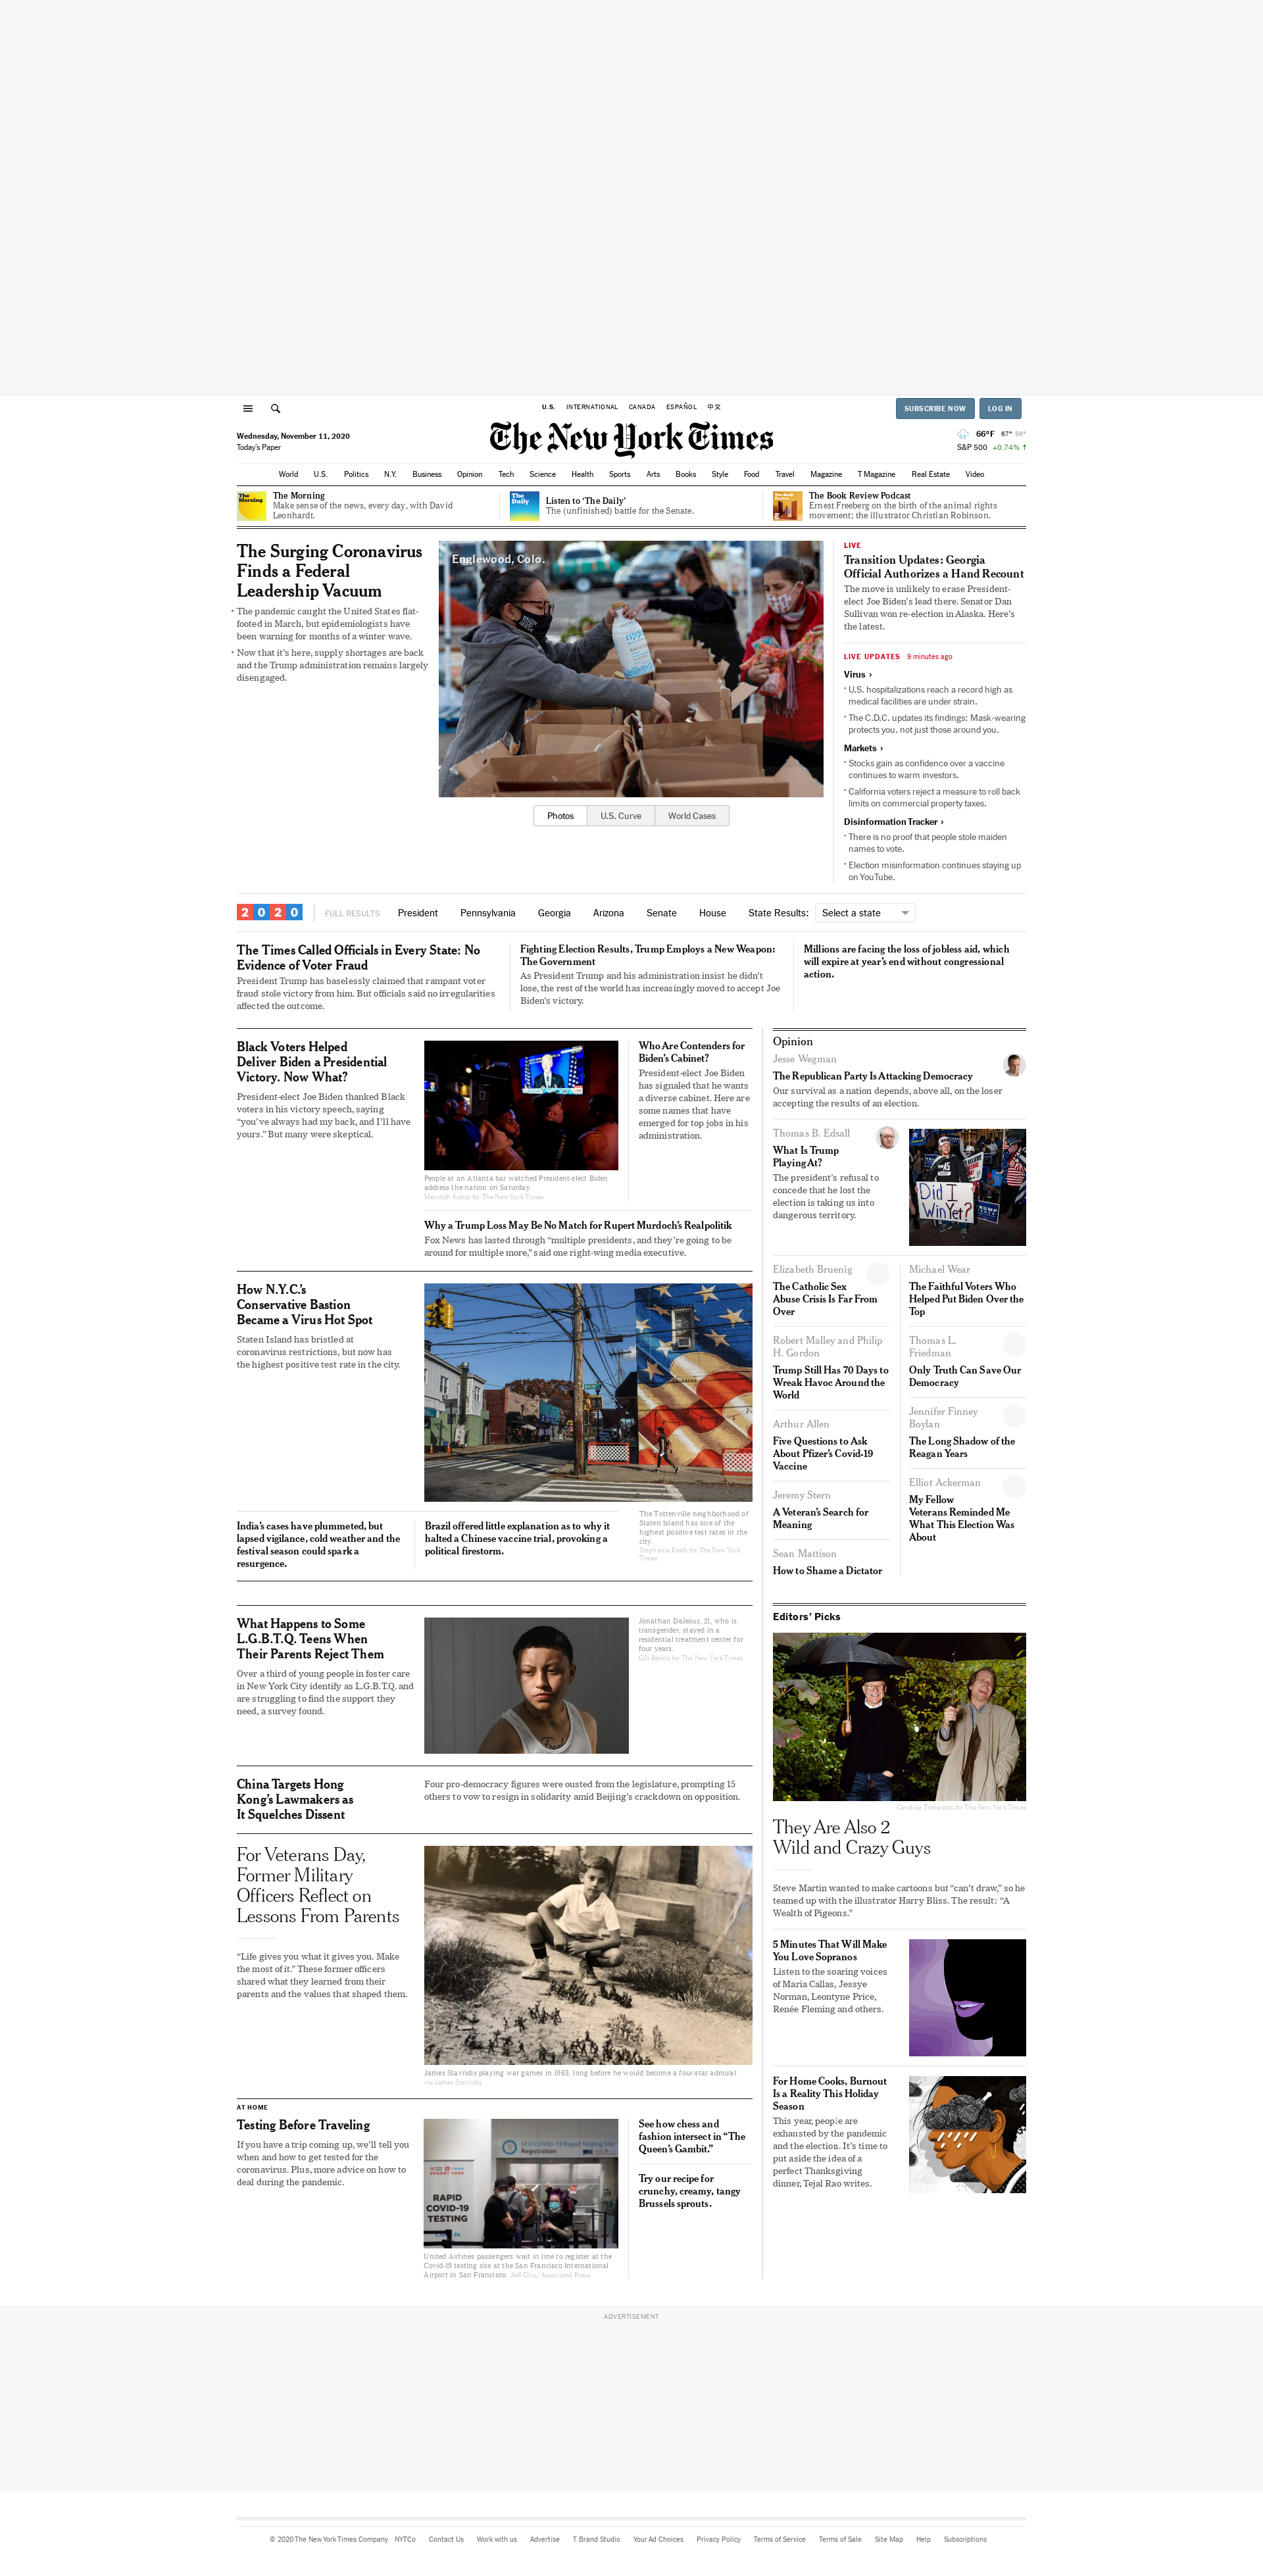 U.S. INTERNATIONAL CANADA ESPAÑOL 中文
SUBSCRIBE NOW LOG IN
Wednesday, November 11, 2020
Today's Paper
The New York Times
66°F 67° 56°
S&P 500 +0.74% ↑
World U.S. Politics N.Y. Business Opinion Tech Science Health Sports Arts Books Style Food Travel Magazine T Magazine Real Estate Video
The Morning
The Morning
Make sense of the news, every day, with David
Leonhardt.
The Daily
Listen to ‘The Daily’
The (unfinished) battle for the Senate.
The Book Review Podcast
Ernest Freeberg on the birth of the animal rights
movement; the illustrator Christian Robinson.
The Surging Coronavirus
Finds a Federal
Leadership Vacuum
• The pandemic caught the United States flat-
footed in March, but epidemiologists have
been warning for months of a winter wave.
• Now that it’s here, supply shortages are back
and the Trump administration remains largely
disengaged.
Englewood, Colo.
Photos U.S. Curve World Cases
LIVE
Transition Updates: Georgia
Official Authorizes a Hand Recount
The move is unlikely to erase President-
elect Joe Biden’s lead there. Senator Dan
Sullivan won re-election in Alaska. Here’s
the latest.
LIVE UPDATES 9 minutes ago
Virus ›
• U.S. hospitalizations reach a record high as
medical facilities are under strain.
• The C.D.C. updates its findings: Mask-wearing
protects you, not just those around you.
Markets ›
• Stocks gain as confidence over a vaccine
continues to warm investors.
• California voters reject a measure to roll back
limits on commercial property taxes.
Disinformation Tracker ›
• There is no proof that people stole maiden
names to vote.
• Election misinformation continues staying up
on YouTube.
2020 FULL RESULTS President Pennsylvania Georgia Arizona Senate House State Results: Select a state
The Times Called Officials in Every State: No
Evidence of Voter Fraud
President Trump has baselessly claimed that rampant voter
fraud stole victory from him. But officials said no irregularities
affected the outcome.
Fighting Election Results, Trump Employs a New Weapon:
The Government
As President Trump and his administration insist he didn’t
lose, the rest of the world has increasingly moved to accept Joe
Biden’s victory.
Millions are facing the loss of jobless aid, which
will expire at year’s end without congressional
action.
Black Voters Helped
Deliver Biden a Presidential
Victory. Now What?
President-elect Joe Biden thanked Black
voters in his victory speech, saying
“you’ve always had my back, and I’ll have
yours.” But many were skeptical.
People at an Atlanta bar watched President-elect Biden
address the nation on Saturday.
Meridith Kohut for The New York Times
Who Are Contenders for
Biden’s Cabinet?
President-elect Joe Biden
has signaled that he wants
a diverse cabinet. Here are
some names that have
emerged for top jobs in his
administration.
Why a Trump Loss May Be No Match for Rupert Murdoch’s Realpolitik
Fox News has lasted through “multiple presidents, and they’re going to be
around for multiple more,” said one right-wing media executive.
How N.Y.C.’s
Conservative Bastion
Became a Virus Hot Spot
Staten Island has bristled at
coronavirus restrictions, but now has
the highest positive test rate in the city.
The Tottenville neighborhood of
Staten Island has one of the
highest positive test rates in the
city.
Stephanie Keith for The New York
Times
India’s cases have plummeted, but
lapsed vigilance, cold weather and the
festival season could spark a
resurgence.
Brazil offered little explanation as to why it
halted a Chinese vaccine trial, provoking a
political firestorm.
What Happens to Some
L.G.B.T.Q. Teens When
Their Parents Reject Them
Over a third of young people in foster care
in New York City identify as L.G.B.T.Q. and
are struggling to find the support they
need, a survey found.
Jonathan DeJesus, 21, who is
transgender, stayed in a
residential treatment center for
four years.
Gili Benita for The New York Times
China Targets Hong
Kong’s Lawmakers as
It Squelches Dissent
Four pro-democracy figures were ousted from the legislature, prompting 15
others to vow to resign in solidarity amid Beijing’s crackdown on opposition.
For Veterans Day,
Former Military
Officers Reflect on
Lessons From Parents
“Life gives you what it gives you. Make
the most of it.” These former officers
shared what they learned from their
parents and the values that shaped them.
James Stavridis playing war games in 1963, long before he would become a four-star admiral.
via James Stavridis
AT HOME
Testing Before Traveling
If you have a trip coming up, we’ll tell you
when and how to get tested for the
coronavirus. Plus, more advice on how to
deal during the pandemic.
SFO COVID-19 Rapid Testing Site
Registration
URGENT CARE
RAPID
COVID-19
TESTING
United Airlines passengers wait in line to register at the
Covid-19 testing site at the San Francisco International
Airport in San Francisco. Jeff Chiu/Associated Press
See how chess and
fashion intersect in “The
Queen’s Gambit.”
Try our recipe for
crunchy, creamy, tangy
Brussels sprouts.
Opinion
Jesse Wegman
The Republican Party Is Attacking Democracy
Our survival as a nation depends, above all, on the loser
accepting the results of an election.
Thomas B. Edsall
What Is Trump
Playing At?
The president’s refusal to
concede that he lost the
election is taking us into
dangerous territory.
Did I
Win Yet?
Elizabeth Bruenig
The Catholic Sex
Abuse Crisis Is Far From
Over
Robert Malley and Philip
H. Gordon
Trump Still Has 70 Days to
Wreak Havoc Around the
World
Arthur Allen
Five Questions to Ask
About Pfizer’s Covid-19
Vaccine
Jeremy Stern
A Veteran’s Search for
Meaning
Sean Mattison
How to Shame a Dictator
Michael Wear
The Faithful Voters Who
Helped Put Biden Over the
Top
Thomas L.
Friedman
Only Truth Can Save Our
Democracy
Jennifer Finney
Boylan
The Long Shadow of the
Reagan Years
Elliot Ackerman
My Fellow
Veterans Reminded Me
What This Election Was
About
Editors’ Picks
Caroline Tompkins for The New York Times
They Are Also 2
Wild and Crazy Guys
Steve Martin wanted to make cartoons but “can’t draw,” so he
teamed up with the illustrator Harry Bliss. The result: “A
Wealth of Pigeons.”
5 Minutes That Will Make
You Love Sopranos
Listen to the soaring voices
of Maria Callas, Jessye
Norman, Leontyne Price,
Renée Fleming and others.
For Home Cooks, Burnout
Is a Reality This Holiday
Season
This year, people are
exhausted by the pandemic
and the election. It’s time to
put aside the idea of a
perfect Thanksgiving
dinner, Tejal Rao writes.
ADVERTISEMENT
© 2020 The New York Times Company NYTCo Contact Us Work with us Advertise T Brand Studio Your Ad Choices Privacy Policy Terms of Service Terms of Sale Site Map Help Subscriptions